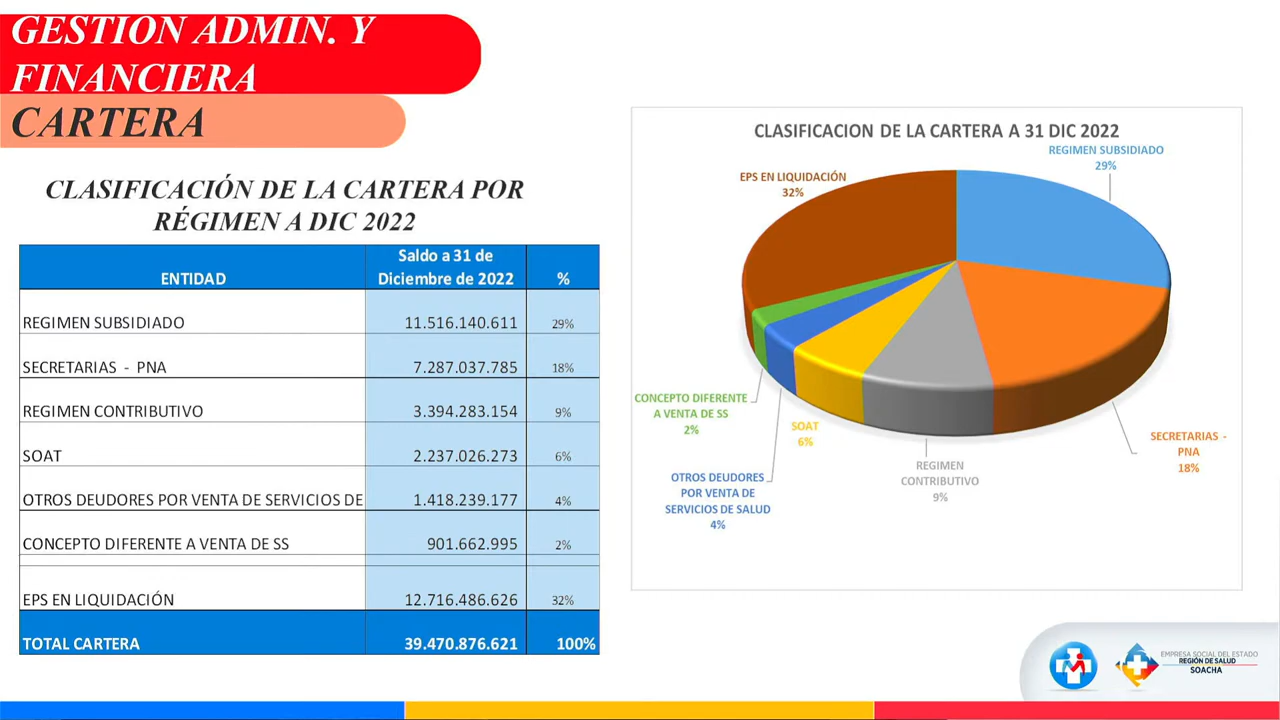 GESTION ADMIN. Y
FINANCIERA
CARTERA
CLASIFICACIÓN DE LA CARTERA POR
RÉGIMEN A DIC 2022
ENTIDAD Saldo a 31 de Diciembre de 2022 %
REGIMEN SUBSIDIADO 11.516.140.611 29%
SECRETARIAS - PNA 7.287.037.785 18%
REGIMEN CONTRIBUTIVO 3.394.283.154 9%
SOAT 2.237.026.273 6%
OTROS DEUDORES POR VENTA DE SERVICIOS DE 1.418.239.177 4%
CONCEPTO DIFERENTE A VENTA DE SS 901.662.995 2%
EPS EN LIQUIDACIÓN 12.716.486.626 32%
TOTAL CARTERA 39.470.876.621 100%
CLASIFICACION DE LA CARTERA A 31 DIC 2022
REGIMEN SUBSIDIADO
29%
EPS EN LIQUIDACIÓN
32%
CONCEPTO DIFERENTE
A VENTA DE SS
2%
SOAT
6%
OTROS DEUDORES
POR VENTA DE
SERVICIOS DE SALUD
4%
REGIMEN
CONTRIBUTIVO
9%
SECRETARIAS -
PNA
18%
EMPRESA SOCIAL DEL ESTADO
REGIÓN DE SALUD
SOACHA